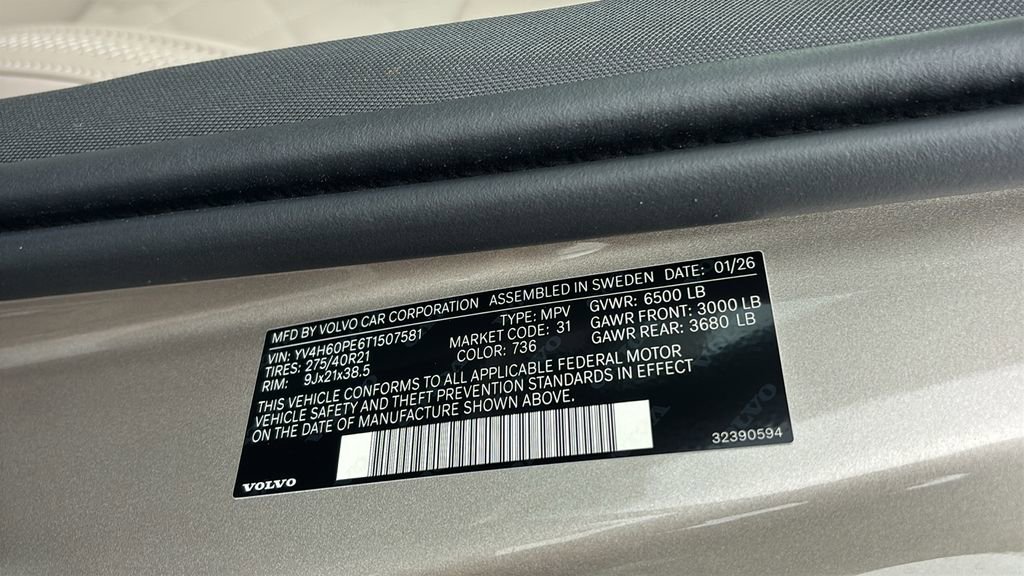 MFD BY VOLVO CAR CORPORATION ASSEMBLED IN SWEDEN DATE: 01/26
VIN: YV4H60PE6T1507581 TYPE: MPV GVWR: 6500 LB
TIRES: 275/40R21 MARKET CODE: 31 GAWR FRONT: 3000 LB
RIM: 9Jx21x38.5 COLOR: 736 GAWR REAR: 3680 LB
THIS VEHICLE CONFORMS TO ALL APPLICABLE FEDERAL MOTOR
VEHICLE SAFETY AND THEFT PREVENTION STANDARDS IN EFFECT
ON THE DATE OF MANUFACTURE SHOWN ABOVE.
VOLVO
32390594
VOLVO